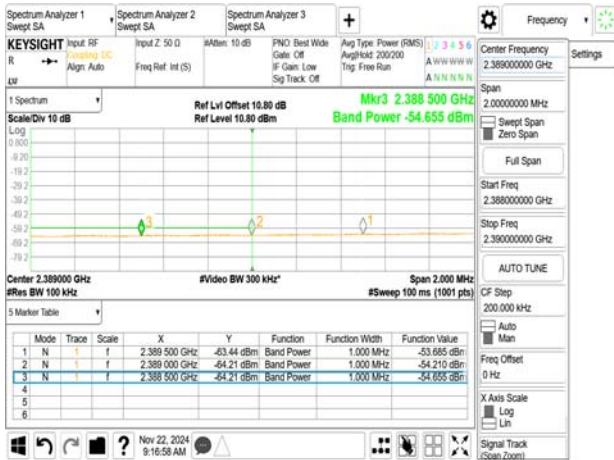 Spectrum Analyzer 1
Swept SA
Spectrum Analyzer 2
Swept SA
Spectrum Analyzer 3
Swept SA
+
Frequency
Settings
KEYSIGHT
R
Input: RF
Coupling: DC
Align: Auto
Input Z: 50 Ω
Freq Ref: Int (S)
#Atten: 10 dB
PNO: Best Wide
Gate: Off
IF Gain: Low
Sig Track: Off
Avg Type: Power (RMS)
Avg|Hold: 200/200
Trig: Free Run
1 2 3 4 5 6
A W W W W W
A N N N N N
1 Spectrum
Scale/Div 10 dB
Ref Lvl Offset 10.80 dB
Ref Level 10.80 dBm
Mkr3 2.388 500 GHz
Band Power -54.655 dBm
Log
0.800
-9.20
-19.2
-29.2
-39.2
-49.2
-59.2
-69.2
-79.2
3
2
1
Center 2.389000 GHz
#Video BW 300 kHz*
Span 2.000 MHz
#Res BW 100 kHz
#Sweep 100 ms (1001 pts)
5 Marker Table
Mode Trace Scale X Y Function Function Width Function Value
1 N 1 f 2.389 500 GHz -63.44 dBm Band Power 1.000 MHz -53.685 dBm
2 N 1 f 2.389 000 GHz -64.21 dBm Band Power 1.000 MHz -54.210 dBm
3 N 1 f 2.388 500 GHz -64.21 dBm Band Power 1.000 MHz -54.655 dBm
4
5
6
Nov 22, 2024
9:16:58 AM
Center Frequency
2.389000000 GHz
Span
2.00000000 MHz
Swept Span
Zero Span
Full Span
Start Freq
2.388000000 GHz
Stop Freq
2.390000000 GHz
AUTO TUNE
CF Step
200.000 kHz
Auto
Man
Freq Offset
0 Hz
X Axis Scale
Log
Lin
Signal Track
(Span Zoom)